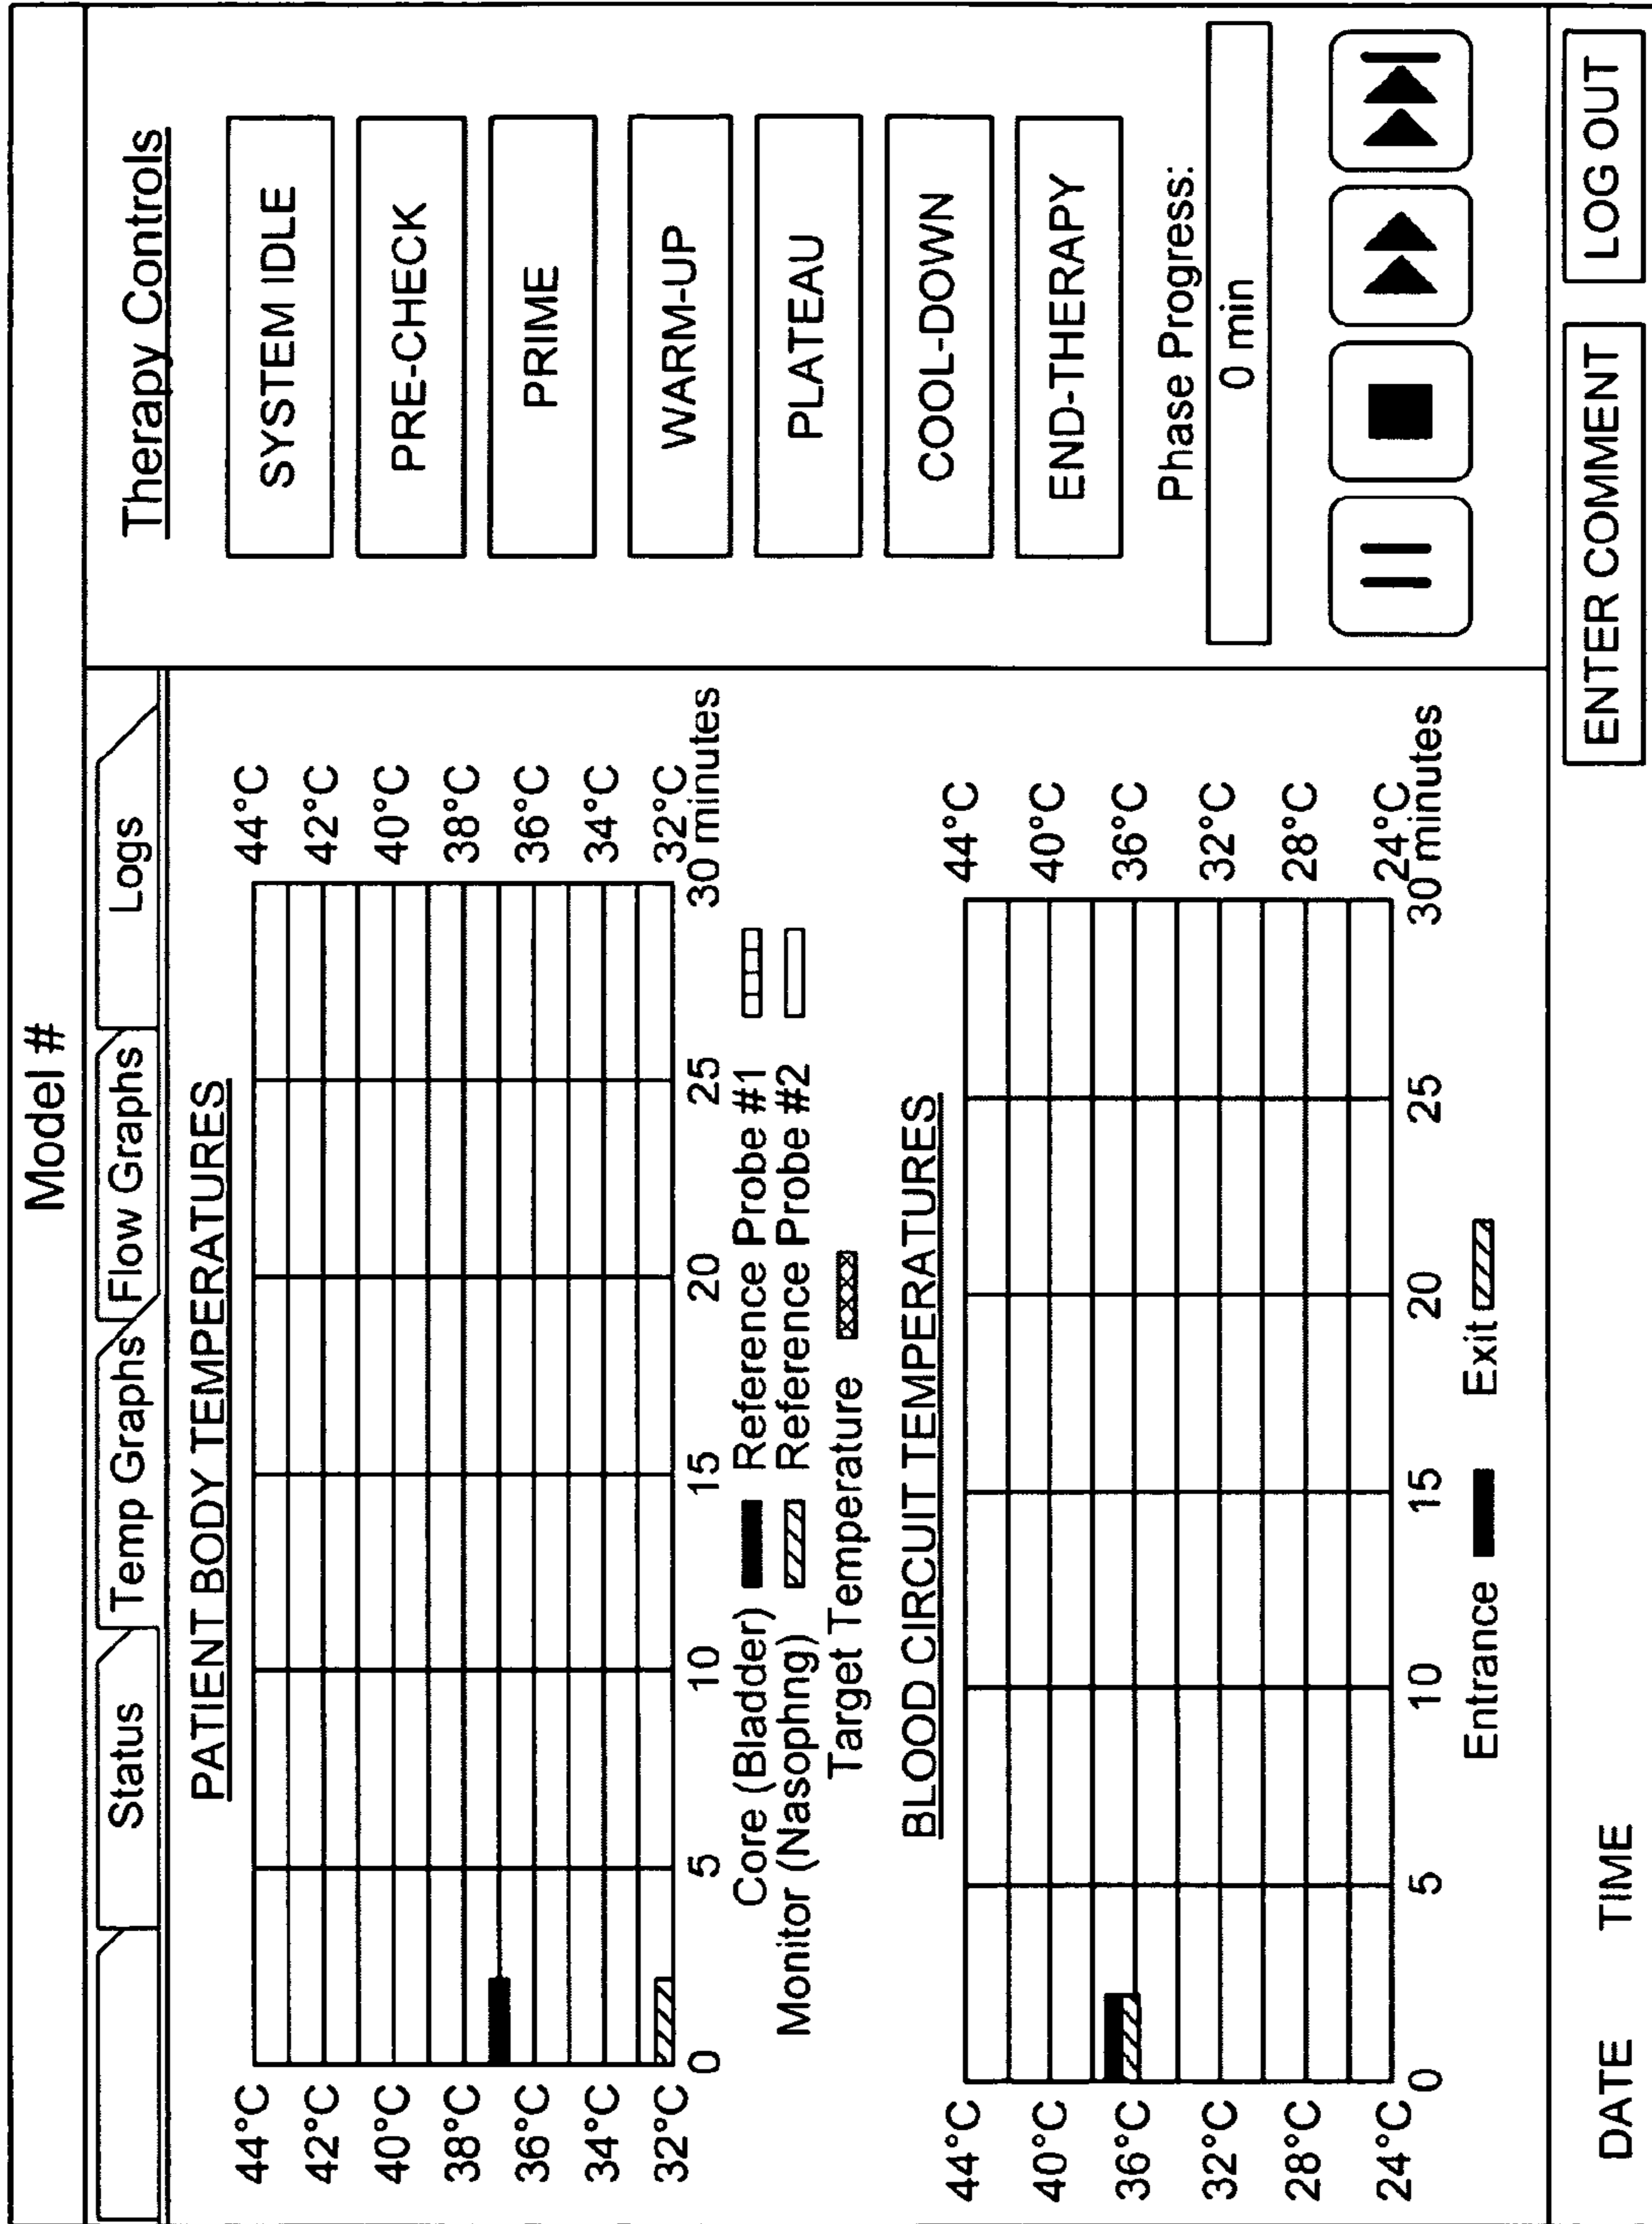 Model #
Status
Temp Graphs
Flow Graphs
Logs
PATIENT BODY TEMPERATURES
44°C 44°C
42°C 42°C
40°C 40°C
38°C 38°C
36°C 36°C
34°C 34°C
32°C 32°C
0 5 10 15 20 25 30 minutes
Core (Bladder) Reference Probe #1
Monitor (Nasophng) Reference Probe #2
Target Temperature
BLOOD CIRCUIT TEMPERATURES
44°C 44°C
40°C 40°C
36°C 36°C
32°C 32°C
28°C 28°C
24°C 24°C
0 5 10 15 20 25 30 minutes
Entrance Exit
Therapy Controls
SYSTEM IDLE
PRE-CHECK
PRIME
WARM-UP
PLATEAU
COOL-DOWN
END-THERAPY
Phase Progress:
0 min
DATE TIME ENTER COMMENT LOG OUT